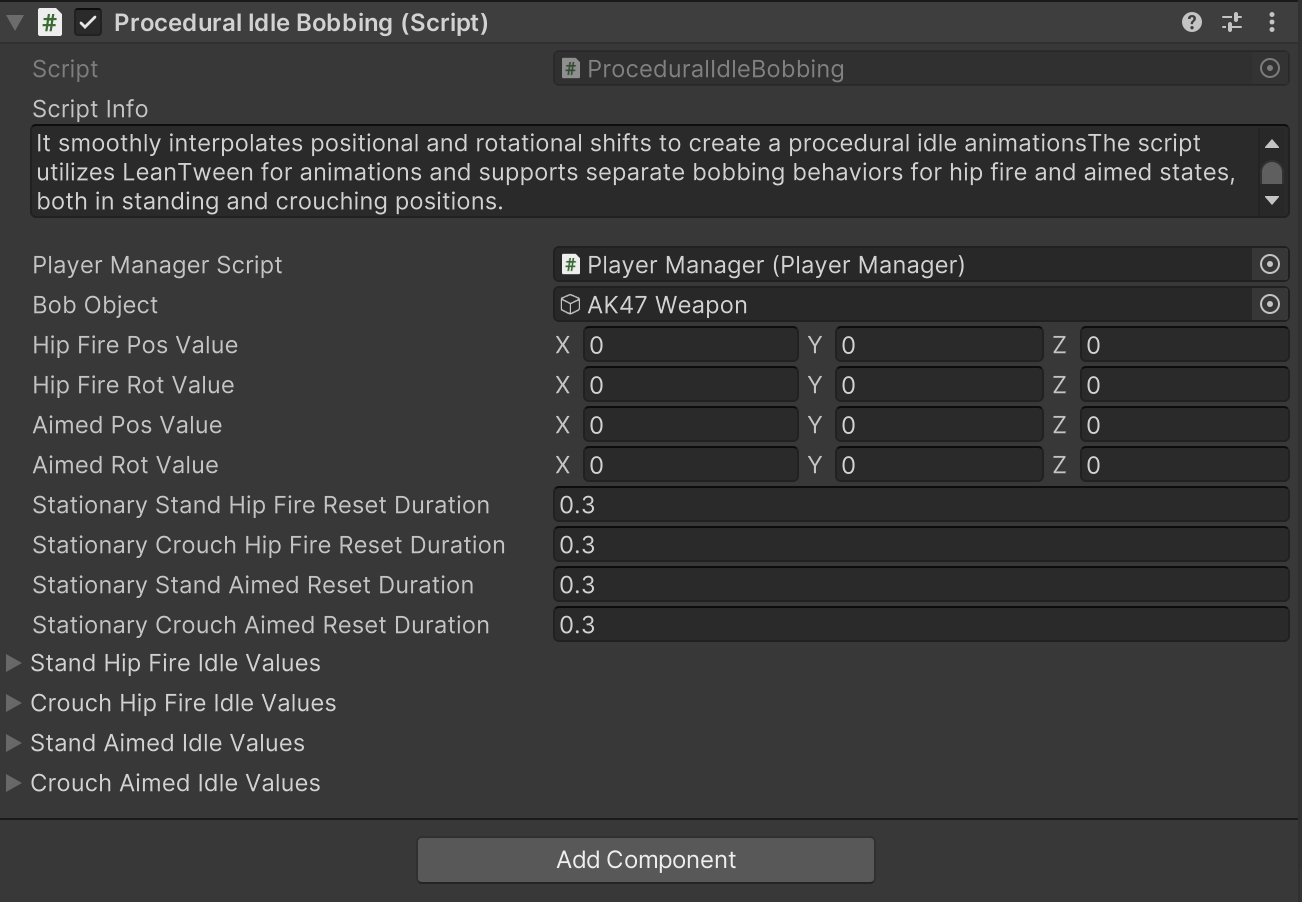 Procedural Idle Bobbing (Script)
Script # ProceduralIdleBobbing
Script Info
It smoothly interpolates positional and rotational shifts to create a procedural idle animationsThe script
utilizes LeanTween for animations and supports separate bobbing behaviors for hip fire and aimed states,
both in standing and crouching positions.
Player Manager Script # Player Manager (Player Manager)
Bob Object AK47 Weapon
Hip Fire Pos Value X 0 Y 0 Z 0
Hip Fire Rot Value X 0 Y 0 Z 0
Aimed Pos Value X 0 Y 0 Z 0
Aimed Rot Value X 0 Y 0 Z 0
Stationary Stand Hip Fire Reset Duration 0.3
Stationary Crouch Hip Fire Reset Duration 0.3
Stationary Stand Aimed Reset Duration 0.3
Stationary Crouch Aimed Reset Duration 0.3
Stand Hip Fire Idle Values
Crouch Hip Fire Idle Values
Stand Aimed Idle Values
Crouch Aimed Idle Values
Add Component